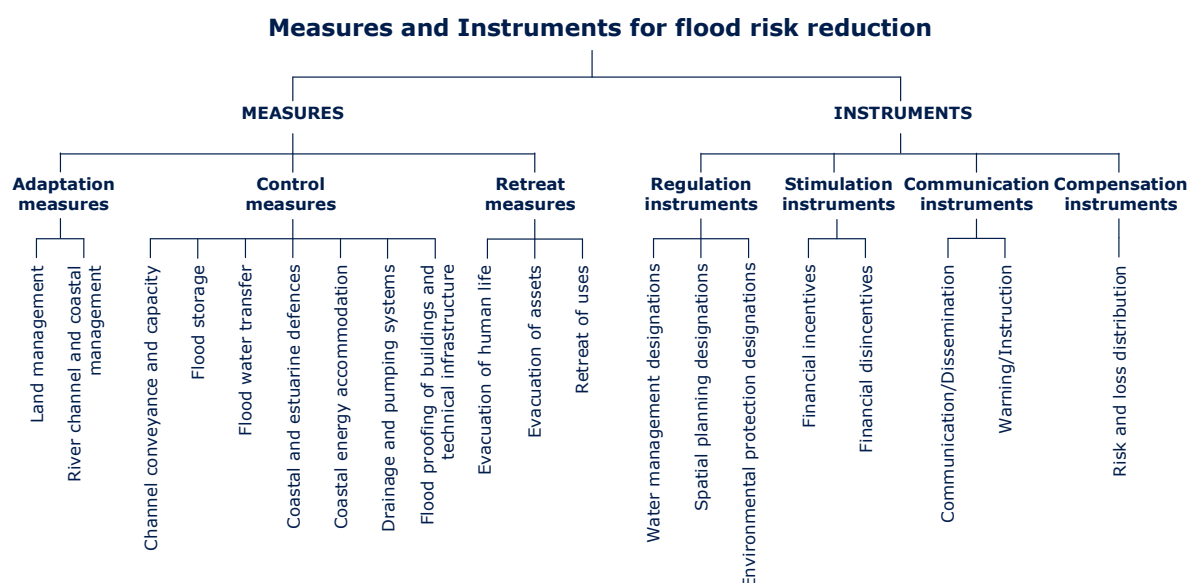 Measures and Instruments for flood risk reduction
MEASURES
INSTRUMENTS
Adaptation
measures
Control
measures
Retreat
measures
Regulation
instruments
Stimulation
instruments
Communication
instruments
Compensation
instruments
Land management
River channel and coastal
management
Channel conveyance and capacity
Flood storage
Flood water transfer
Coastal and estuarine defences
Coastal energy accommodation
Drainage and pumping systems
Flood proofing of buildings and
technical infrastructure
Evacuation of human life
Evacuation of assets
Retreat of uses
Water management designations
Spatial planning designations
Environmental protection designations
Financial incentives
Financial disincentives
Communication/Dissemination
Warning/Instruction
Risk and loss distribution